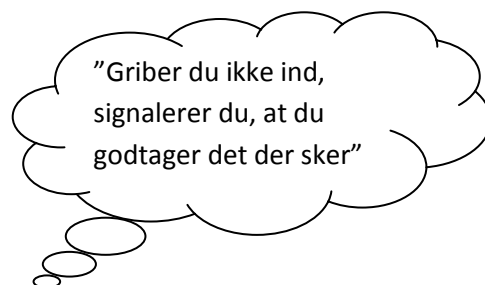 ”Griber du ikke ind,
signalerer du, at du
godtager det der sker”